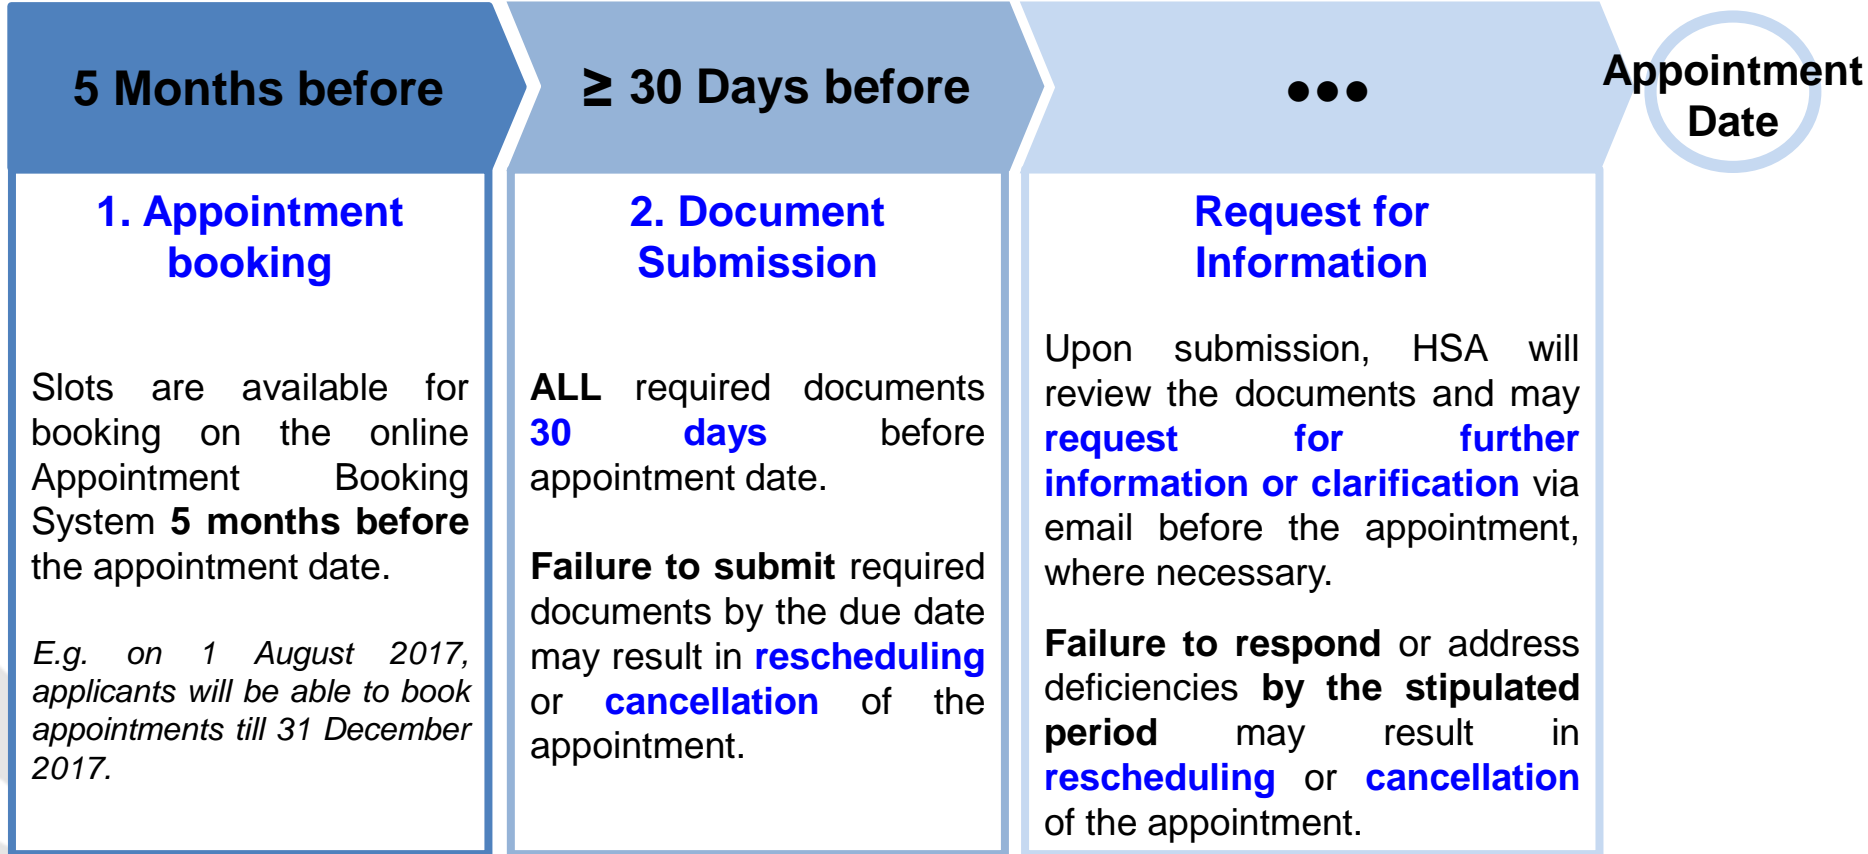 5 Months before
≥ 30 Days before
•••
Appointment
Date
1. Appointment
booking
Slots are available for
booking on the online
Appointment Booking
System 5 months before
the appointment date.
E.g. on 1 August 2017,
applicants will be able to book
appointments till 31 December
2017.
2. Document
Submission
ALL required documents
30 days before
appointment date.
Failure to submit required
documents by the due date
may result in rescheduling
or cancellation of the
appointment.
Request for
Information
Upon submission, HSA will
review the documents and may
request for further
information or clarification via
email before the appointment,
where necessary.
Failure to respond or address
deficiencies by the stipulated
period may result in
rescheduling or cancellation
of the appointment.